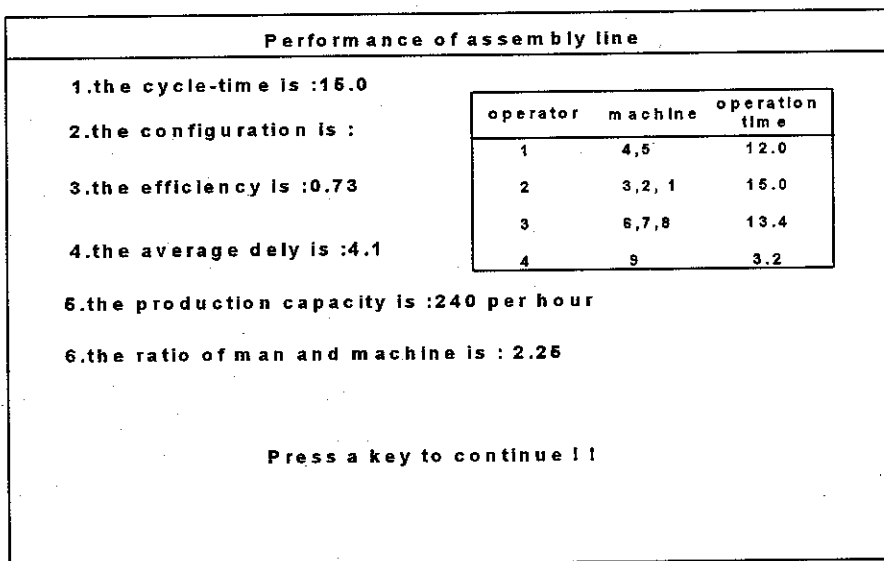 Performance of assembly line
1.the cycle-time is :15.0
2.the configuration is :
operator machine operation time
1 4,5 12.0
2 3,2, 1 15.0
3 6,7,8 13.4
4 9 3.2
3.the efficiency is :0.73
4.the average dely is :4.1
5.the production capacity is :240 per hour
6.the ratio of man and machine is : 2.25
Press a key to continue ! !